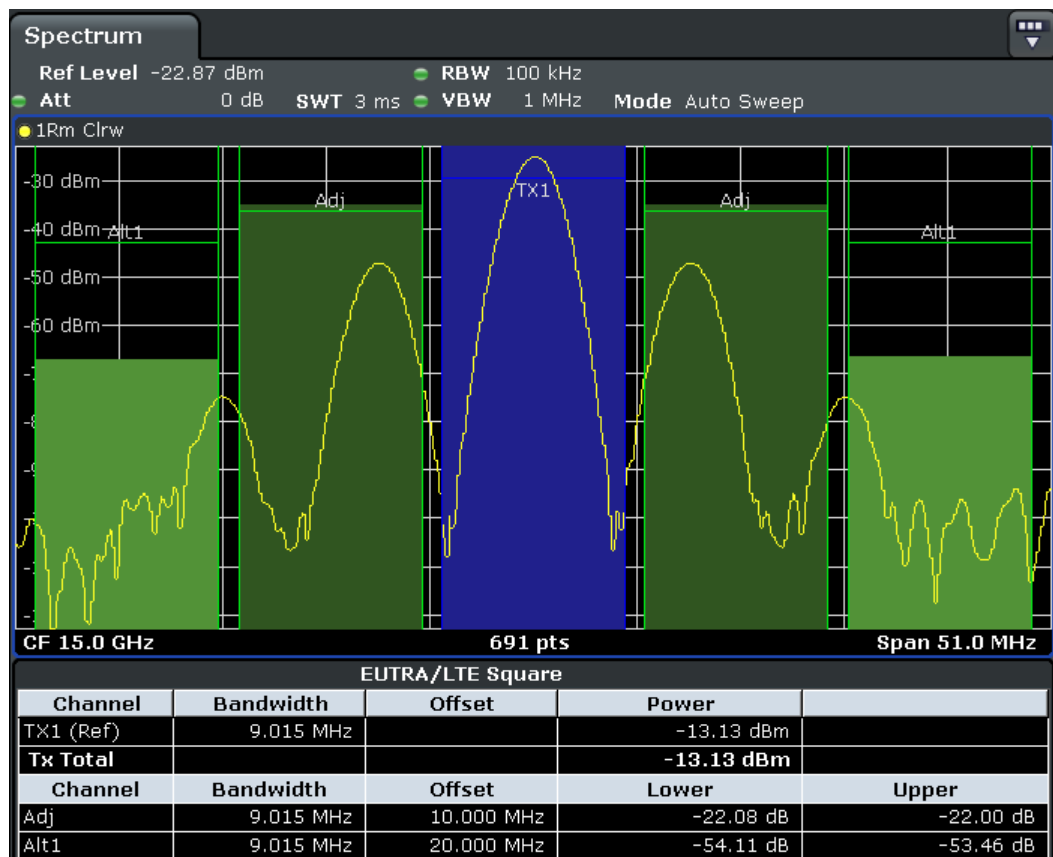 Spectrum
Ref Level -22.87 dBm RBW 100 kHz
Att 0 dB SWT 3 ms VBW 1 MHz Mode Auto Sweep
1Rm Clrw
-30 dBm
Adj TX1 Adj
-40 dBm Alt1 Alt1
-50 dBm
-60 dBm
CF 15.0 GHz 691 pts Span 51.0 MHz
EUTRA/LTE Square
Channel Bandwidth Offset Power
TX1 (Ref) 9.015 MHz -13.13 dBm
Tx Total -13.13 dBm
Channel Bandwidth Offset Lower Upper
Adj 9.015 MHz 10.000 MHz -22.08 dB -22.00 dB
Alt1 9.015 MHz 20.000 MHz -54.11 dB -53.46 dB